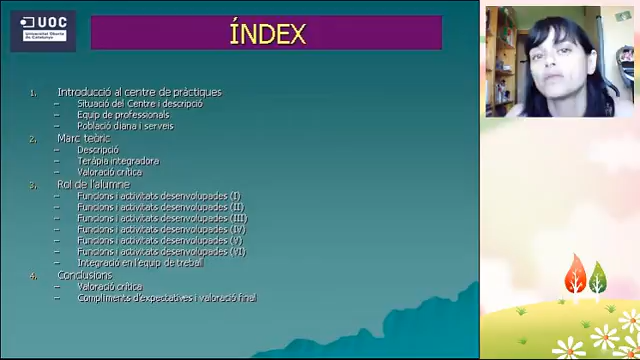 UOC
Universitat Oberta
de Catalunya
ÍNDEX
1. Introducció al centre de pràctiques
– Situació del Centre i descripció
– Equip de professionals
– Població diana i serveis
2. Marc teòric
– Descripció
– Teràpia integradora
– Valoració crítica
3. Rol de l'alumne
– Funcions i activitats desenvolupades (I)
– Funcions i activitats desenvolupades (II)
– Funcions i activitats desenvolupades (III)
– Funcions i activitats desenvolupades (IV)
– Funcions i activitats desenvolupades (V)
– Funcions i activitats desenvolupades (VI)
– Integració en l'equip de treball
4. Conclusions
– Valoració crítica
– Compliments d'expectatives i valoració final